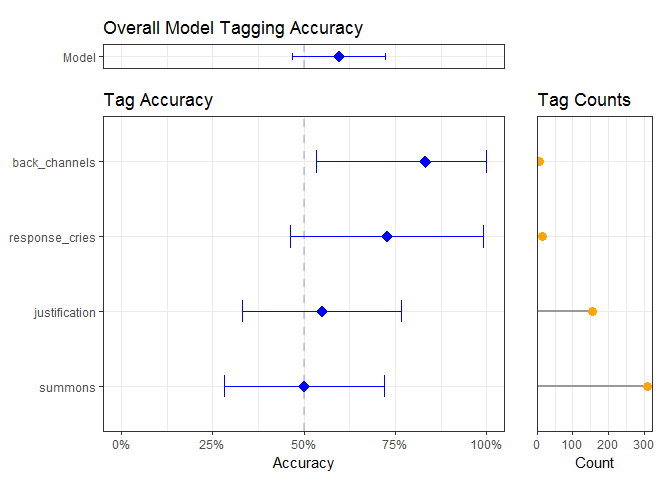 Overall Model Tagging Accuracy
Model
Tag Accuracy
Tag Counts
back_channels
response_cries
justification
summons
0% 25% 50% 75% 100%
0 100 200 300
Accuracy
Count